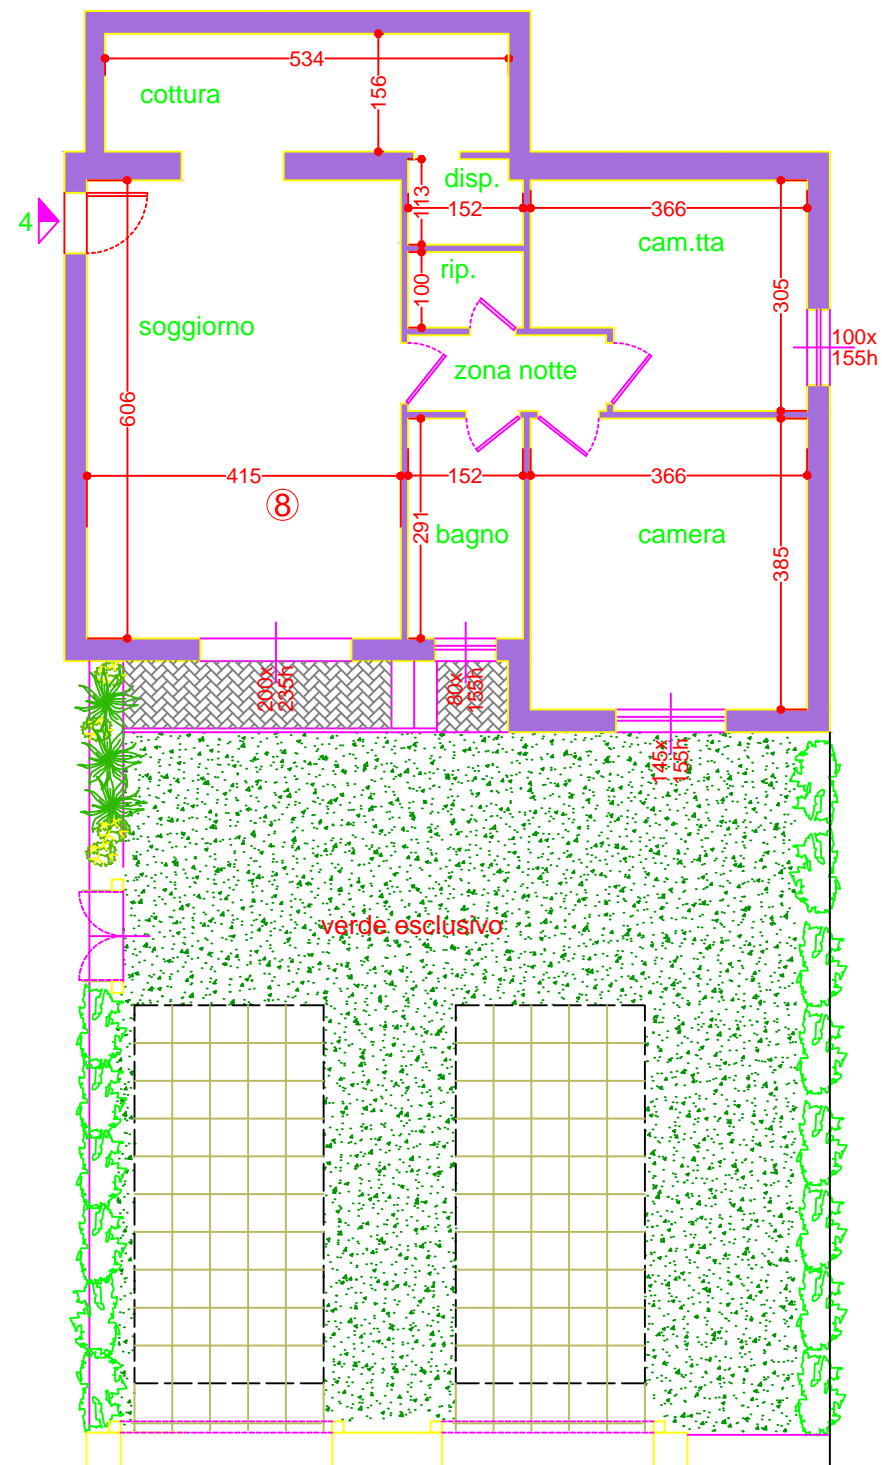 534
156
cottura
113
disp.
152
366
cam.tta
4
rip.
100
305
soggiorno
100x
155h
zona notte
606
415
8
152
366
291
bagno
camera
385
200x
235h
80x
155h
145x
155h
verde esclusivo